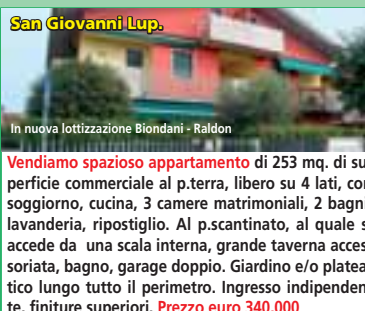 San Giovanni Lup.
In nuova lottizzazione Biondani - Raldon
Vendiamo spazioso appartamento di 253 mq. di su
perficie commerciale al p.terra, libero su 4 lati, con
soggiorno, cucina, 3 camere matrimoniali, 2 bagni
lavanderia, ripostiglio. Al p.scantinato, al quale s
accede da una scala interna, grande taverna acces
soriata, bagno, garage doppio. Giardino e/o platea
tico lungo tutto il perimetro. Ingresso indipenden
te, finiture superiori. Prezzo euro 340.000